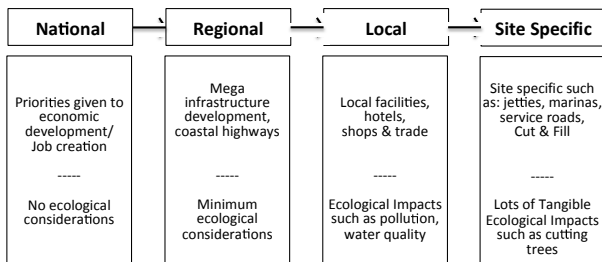 National
Regional
Local
Site Specific
Priorities given to
economic
development/
Job creation
-----
No ecological
considerations
Mega
infrastructure
development,
coastal highways
-----
Minimum
ecological
considerations
Local facilities,
hotels,
shops & trade
-----
Ecological Impacts
such as pollution,
water quality
Site specific such
as: jetties, marinas,
service roads,
Cut & Fill
-----
Lots of Tangible
Ecological Impacts
such as cutting
trees